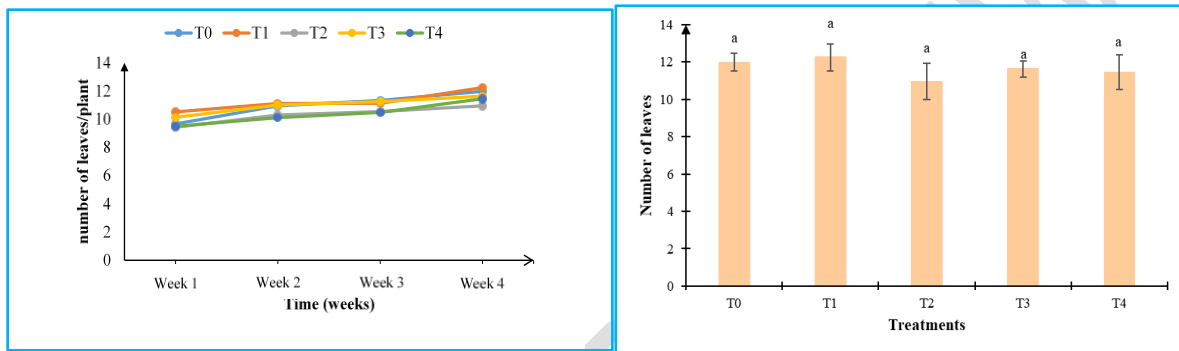 T0 T1 T2 T3 T4
number of leaves/plant
14
12
10
8
6
4
2
0
Week 1 Week 2 Week 3 Week 4
Time (weeks)
Number of leaves
14
12
10
8
6
4
2
0
a a a a a
T0 T1 T2 T3 T4
Treatments